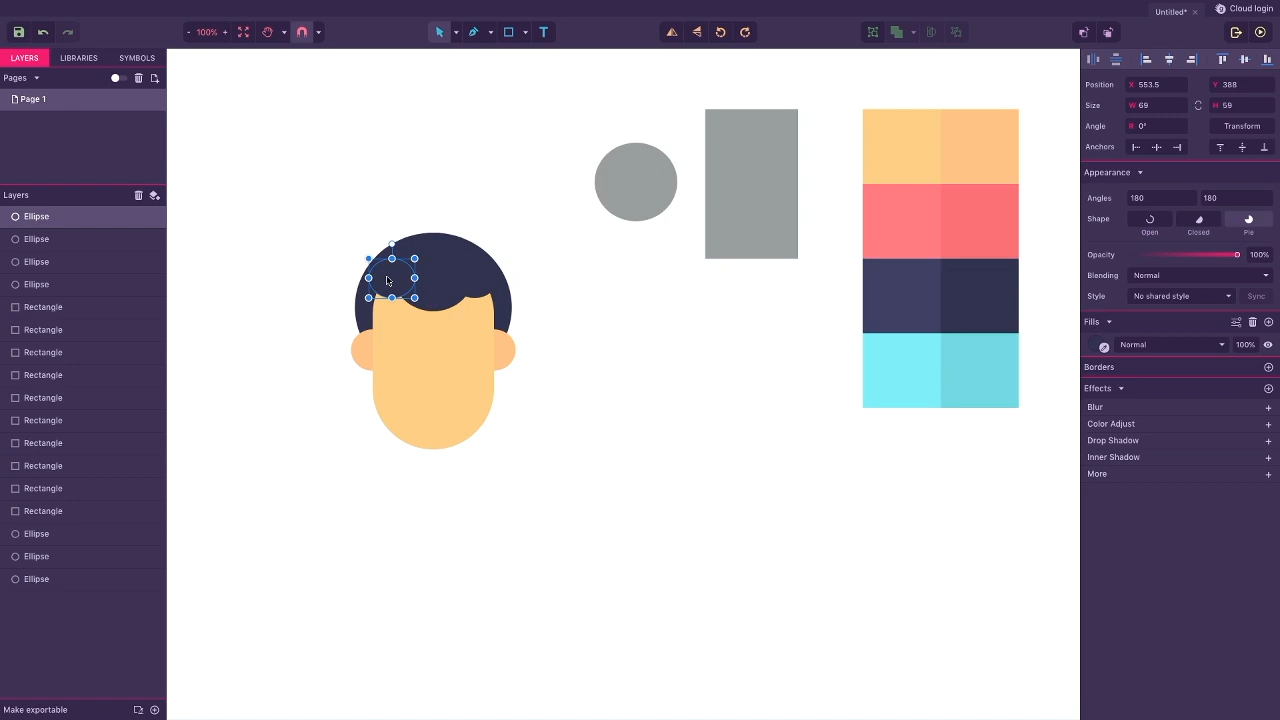 Untitled*
Cloud login
- 100% +
T
LAYERS LIBRARIES SYMBOLS
Pages
Page 1
Layers
Ellipse
Ellipse
Ellipse
Ellipse
Rectangle
Rectangle
Rectangle
Rectangle
Rectangle
Rectangle
Rectangle
Rectangle
Rectangle
Rectangle
Ellipse
Ellipse
Ellipse
Make exportable
Position X 553.5 Y 388
Size W 69 H 59
Angle R 0° Transform
Anchors
Appearance
Angles 180 180
Shape
Open Closed Pie
Opacity 100%
Blending Normal
Style No shared style Sync
Fills
Normal 100%
Borders
Effects
Blur
Color Adjust
Drop Shadow
Inner Shadow
More